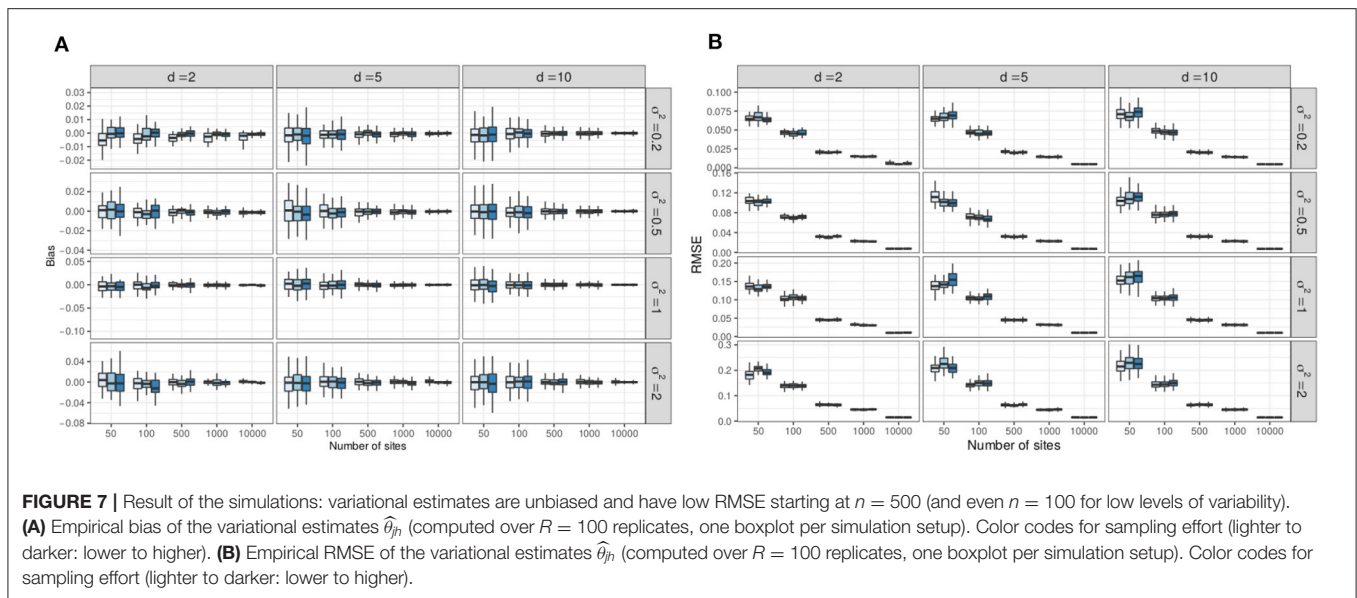 A
d =2 d =5 d =10
0.03
0.02
0.01
0.00
−0.01
−0.02
σ² =0.2
0.02
0.00
−0.02
−0.04
σ² =0.5
0.05
0.00
−0.05
−0.10
σ² =1
0.04
0.00
−0.04
−0.08
σ² =2
Bias
50 100 500 1000 10000 50 100 500 1000 10000 50 100 500 1000 10000
Number of sites
B
d =2 d =5 d =10
0.100
0.075
0.050
0.025
0.000
σ² =0.2
0.16
0.12
0.08
0.04
0.00
σ² =0.5
0.20
0.15
0.10
0.05
0.00
σ² =1
0.3
0.2
0.1
0.0
σ² =2
RMSE
50 100 500 1000 10000 50 100 500 1000 10000 50 100 500 1000 10000
Number of sites
FIGURE 7 | Result of the simulations: variational estimates are unbiased and have low RMSE starting at n = 500 (and even n = 100 for low levels of variability).
(A) Empirical bias of the variational estimates θ̂jh (computed over R = 100 replicates, one boxplot per simulation setup). Color codes for sampling effort (lighter to
darker: lower to higher). (B) Empirical RMSE of the variational estimates θ̂jh (computed over R = 100 replicates, one boxplot per simulation setup). Color codes for
sampling effort (lighter to darker: lower to higher).